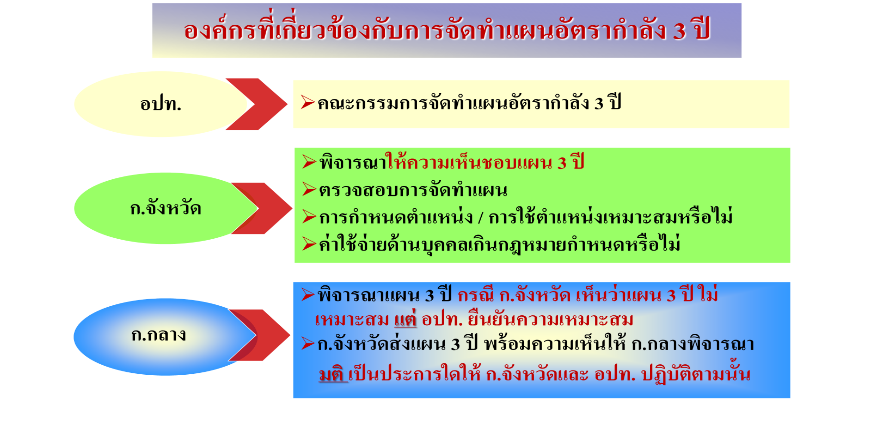 องค์กรที่เกี่ยวข้องกับการจัดทำแผนอัตรากำลัง 3 ปี
อปท.
➢คณะกรรมการจัดทำแผนอัตรากำลัง 3 ปี
ก.จังหวัด
➢พิจารณาให้ความเห็นชอบแผน 3 ปี
➢ตรวจสอบการจัดทำแผน
➢การกำหนดตำแหน่ง / การใช้ตำแหน่งเหมาะสมหรือไม่
➢ค่าใช้จ่ายด้านบุคคลเกินกฎหมายกำหนดหรือไม่
ก.กลาง
➢พิจารณาแผน 3 ปี กรณี ก.จังหวัด เห็นว่าแผน 3 ปี ไม่
เหมาะสม แต่ อปท. ยืนยันความเหมาะสม
➢ก.จังหวัดส่งแผน 3 ปี พร้อมความเห็นให้ ก.กลางพิจารณา
มติ เป็นประการใดให้ ก.จังหวัดและ อปท. ปฏิบัติตามนั้น